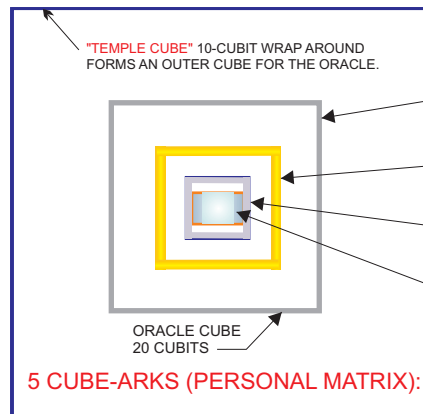 "TEMPLE CUBE" 10-CUBIT WRAP AROUND
FORMS AN OUTER CUBE FOR THE ORACLE.
ORACLE CUBE
20 CUBITS
5 CUBE-ARKS (PERSONAL MATRIX):